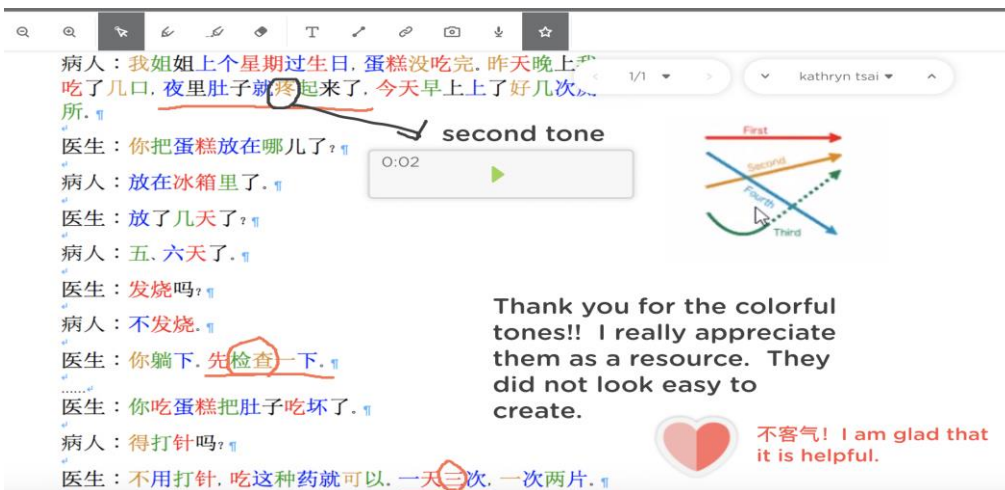 病人：我姐姐上个星期过生日, 蛋糕没吃完. 昨天晚上
吃了几口, 夜里肚子就疼起来了. 今天早上上了好几次
所. ¶
医生：你把蛋糕放在哪儿了? ¶
病人：放在冰箱里了. ¶
医生：放了几天了? ¶
病人：五、六天了. ¶
医生：发烧吗? ¶
病人：不发烧. ¶
医生：你躺下. 先检查一下. ¶
......
医生：你吃蛋糕把肚子吃坏了. ¶
病人：得打针吗? ¶
医生：不用打针, 吃这种药就可以. 一天三次, 一次两片. ¶
1/1
kathryn tsai
second tone
0:02
First
Second
Fourth
Third
Thank you for the colorful
tones!! I really appreciate
them as a resource. They
did not look easy to
create.
不客气! I am glad that
it is helpful.
T